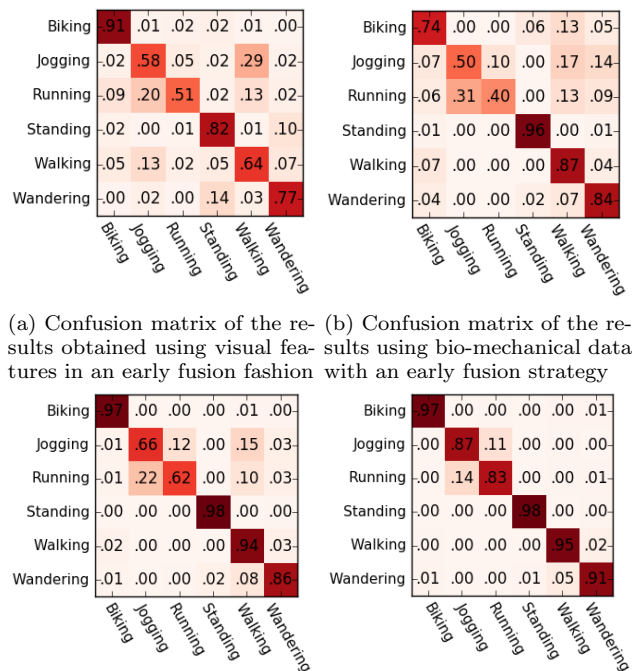 Biking .91 .01 .02 .02 .01 .00
Jogging .02 .58 .05 .02 .29 .02
Running .09 .20 .51 .02 .13 .02
Standing .02 .00 .01 .82 .01 .10
Walking .05 .13 .02 .05 .64 .07
Wandering .00 .02 .00 .14 .03 .77
Biking Jogging Running Standing Walking Wandering
(a) Confusion matrix of the re-
sults obtained using visual fea-
tures in an early fusion fashion
Biking .74 .00 .00 .06 .13 .05
Jogging .07 .50 .10 .00 .17 .14
Running .06 .31 .40 .00 .13 .09
Standing .01 .00 .00 .96 .00 .01
Walking .07 .00 .00 .00 .87 .04
Wandering .04 .00 .00 .02 .07 .84
Biking Jogging Running Standing Walking Wandering
(b) Confusion matrix of the re-
sults using bio-mechanical data
with an early fusion strategy
Biking .97 .00 .00 .00 .01 .00
Jogging .01 .66 .12 .00 .15 .03
Running .01 .22 .62 .00 .10 .03
Standing .00 .00 .00 .98 .00 .00
Walking .02 .00 .00 .00 .94 .03
Wandering .01 .00 .00 .02 .08 .86
Biking Jogging Running Standing Walking Wandering
Biking .97 .00 .00 .00 .00 .01
Jogging .00 .87 .11 .00 .00 .00
Running .00 .14 .83 .00 .00 .01
Standing .00 .00 .00 .98 .00 .00
Walking .00 .00 .00 .00 .95 .02
Wandering .01 .00 .00 .01 .05 .91
Biking Jogging Running Standing Walking Wandering